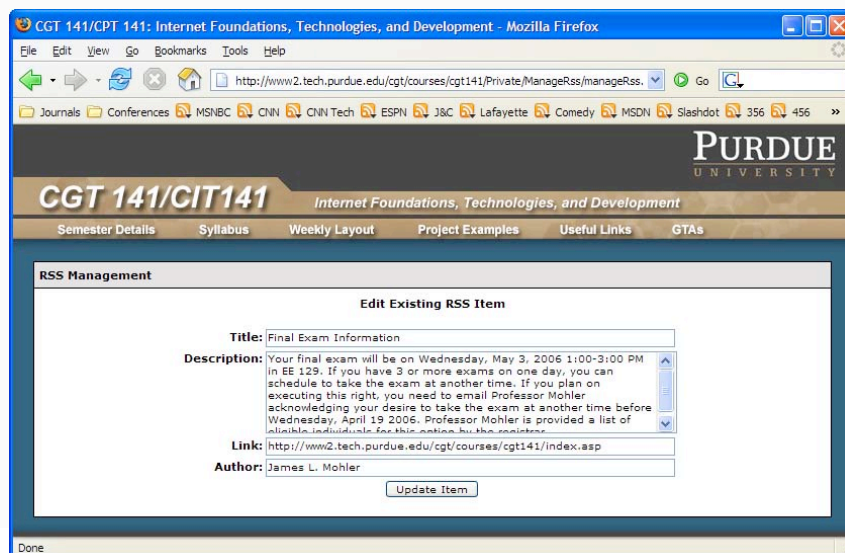 CGT 141/CPT 141: Internet Foundations, Technologies, and Development - Mozilla Firefox
File Edit View Go Bookmarks Tools Help
http://www2.tech.purdue.edu/cgt/courses/cgt141/Private/ManageRss/manageRss. Go G
Journals Conferences MSNBC CNN CNN Tech ESPN J&C Lafayette Comedy MSDN Slashdot 356 456 »
PURDUE
UNIVERSITY
CGT 141/CIT141 Internet Foundations, Technologies, and Development
Semester Details Syllabus Weekly Layout Project Examples Useful Links GTAs
RSS Management
Edit Existing RSS Item
Title: Final Exam Information
Description: Your final exam will be on Wednesday, May 3, 2006 1:00-3:00 PM
in EE 129. If you have 3 or more exams on one day, you can
schedule to take the exam at another time. If you plan on
executing this right, you need to email Professor Mohler
acknowledging your desire to take the exam at another time before
Wednesday, April 19 2006. Professor Mohler is provided a list of
eligible individuals for this option by the registrar.
Link: http://www2.tech.purdue.edu/cgt/courses/cgt141/index.asp
Author: James L. Mohler
Update Item
Done